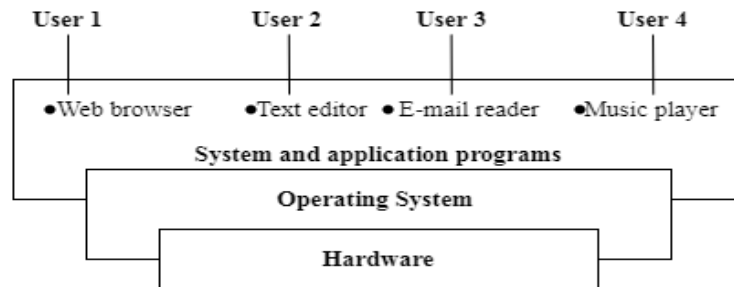 User 1 User 2 User 3 User 4
•Web browser •Text editor •E-mail reader •Music player
System and application programs
Operating System
Hardware